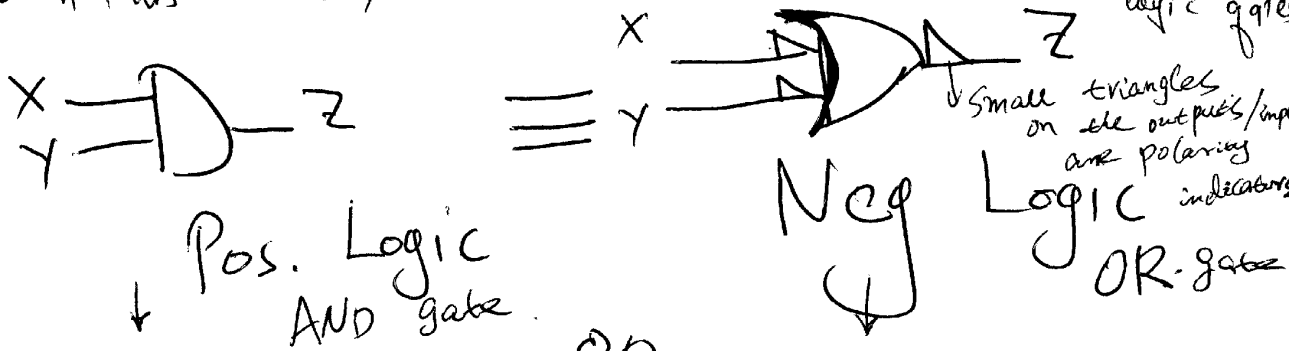 logic gates
X
Y
Z
≡
X
Y
Z
Small triangles
on the outputs/inp
are polarity
indicators
Pos. Logic
AND gate.
Neg Logic
OR-gate